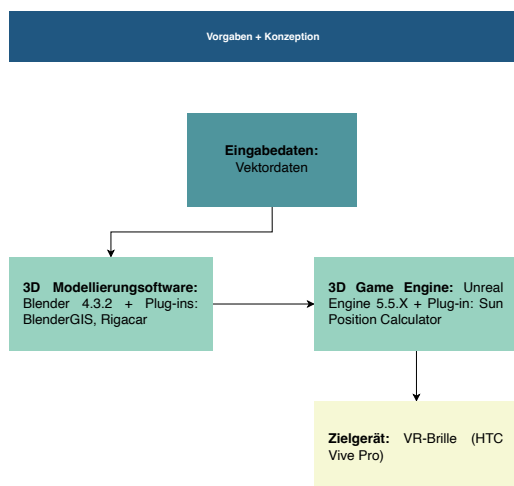 Vorgaben + Konzeption
Eingabedaten:
Vektordaten
3D Modellierungsoftware:
Blender 4.3.2 + Plug-ins:
BlenderGIS, Rigacar
3D Game Engine: Unreal
Engine 5.5.X + Plug-in: Sun
Position Calculator
Zielgerät: VR-Brille (HTC
Vive Pro)